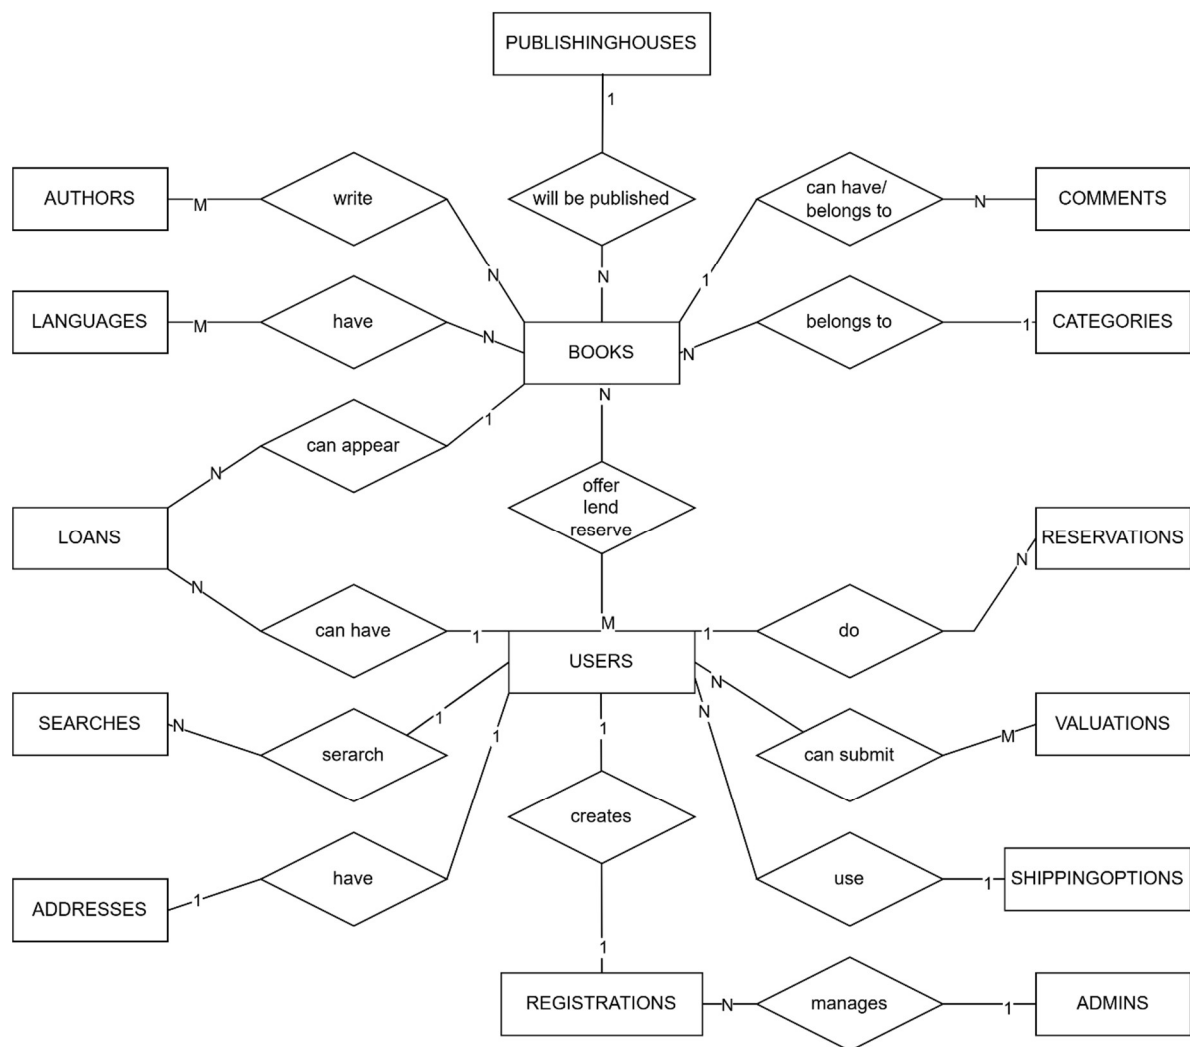 PUBLISHINGHOUSES
1
AUTHORS
M
write
N
will be published
N
can have/
belongs to
1
N
COMMENTS
LANGUAGES
M
have
N
BOOKS
N
belongs to
1
CATEGORIES
can appear
1
N
N
offer
lend
reserve
M
LOANS
N
can have
1
USERS
1
do
N
RESERVATIONS
SEARCHES
N
serarch
1
N
can submit
M
VALUATIONS
1
creates
1
ADDRESSES
1
have
1
N
use
1
SHIPPINGOPTIONS
REGISTRATIONS
N
manages
1
ADMINS